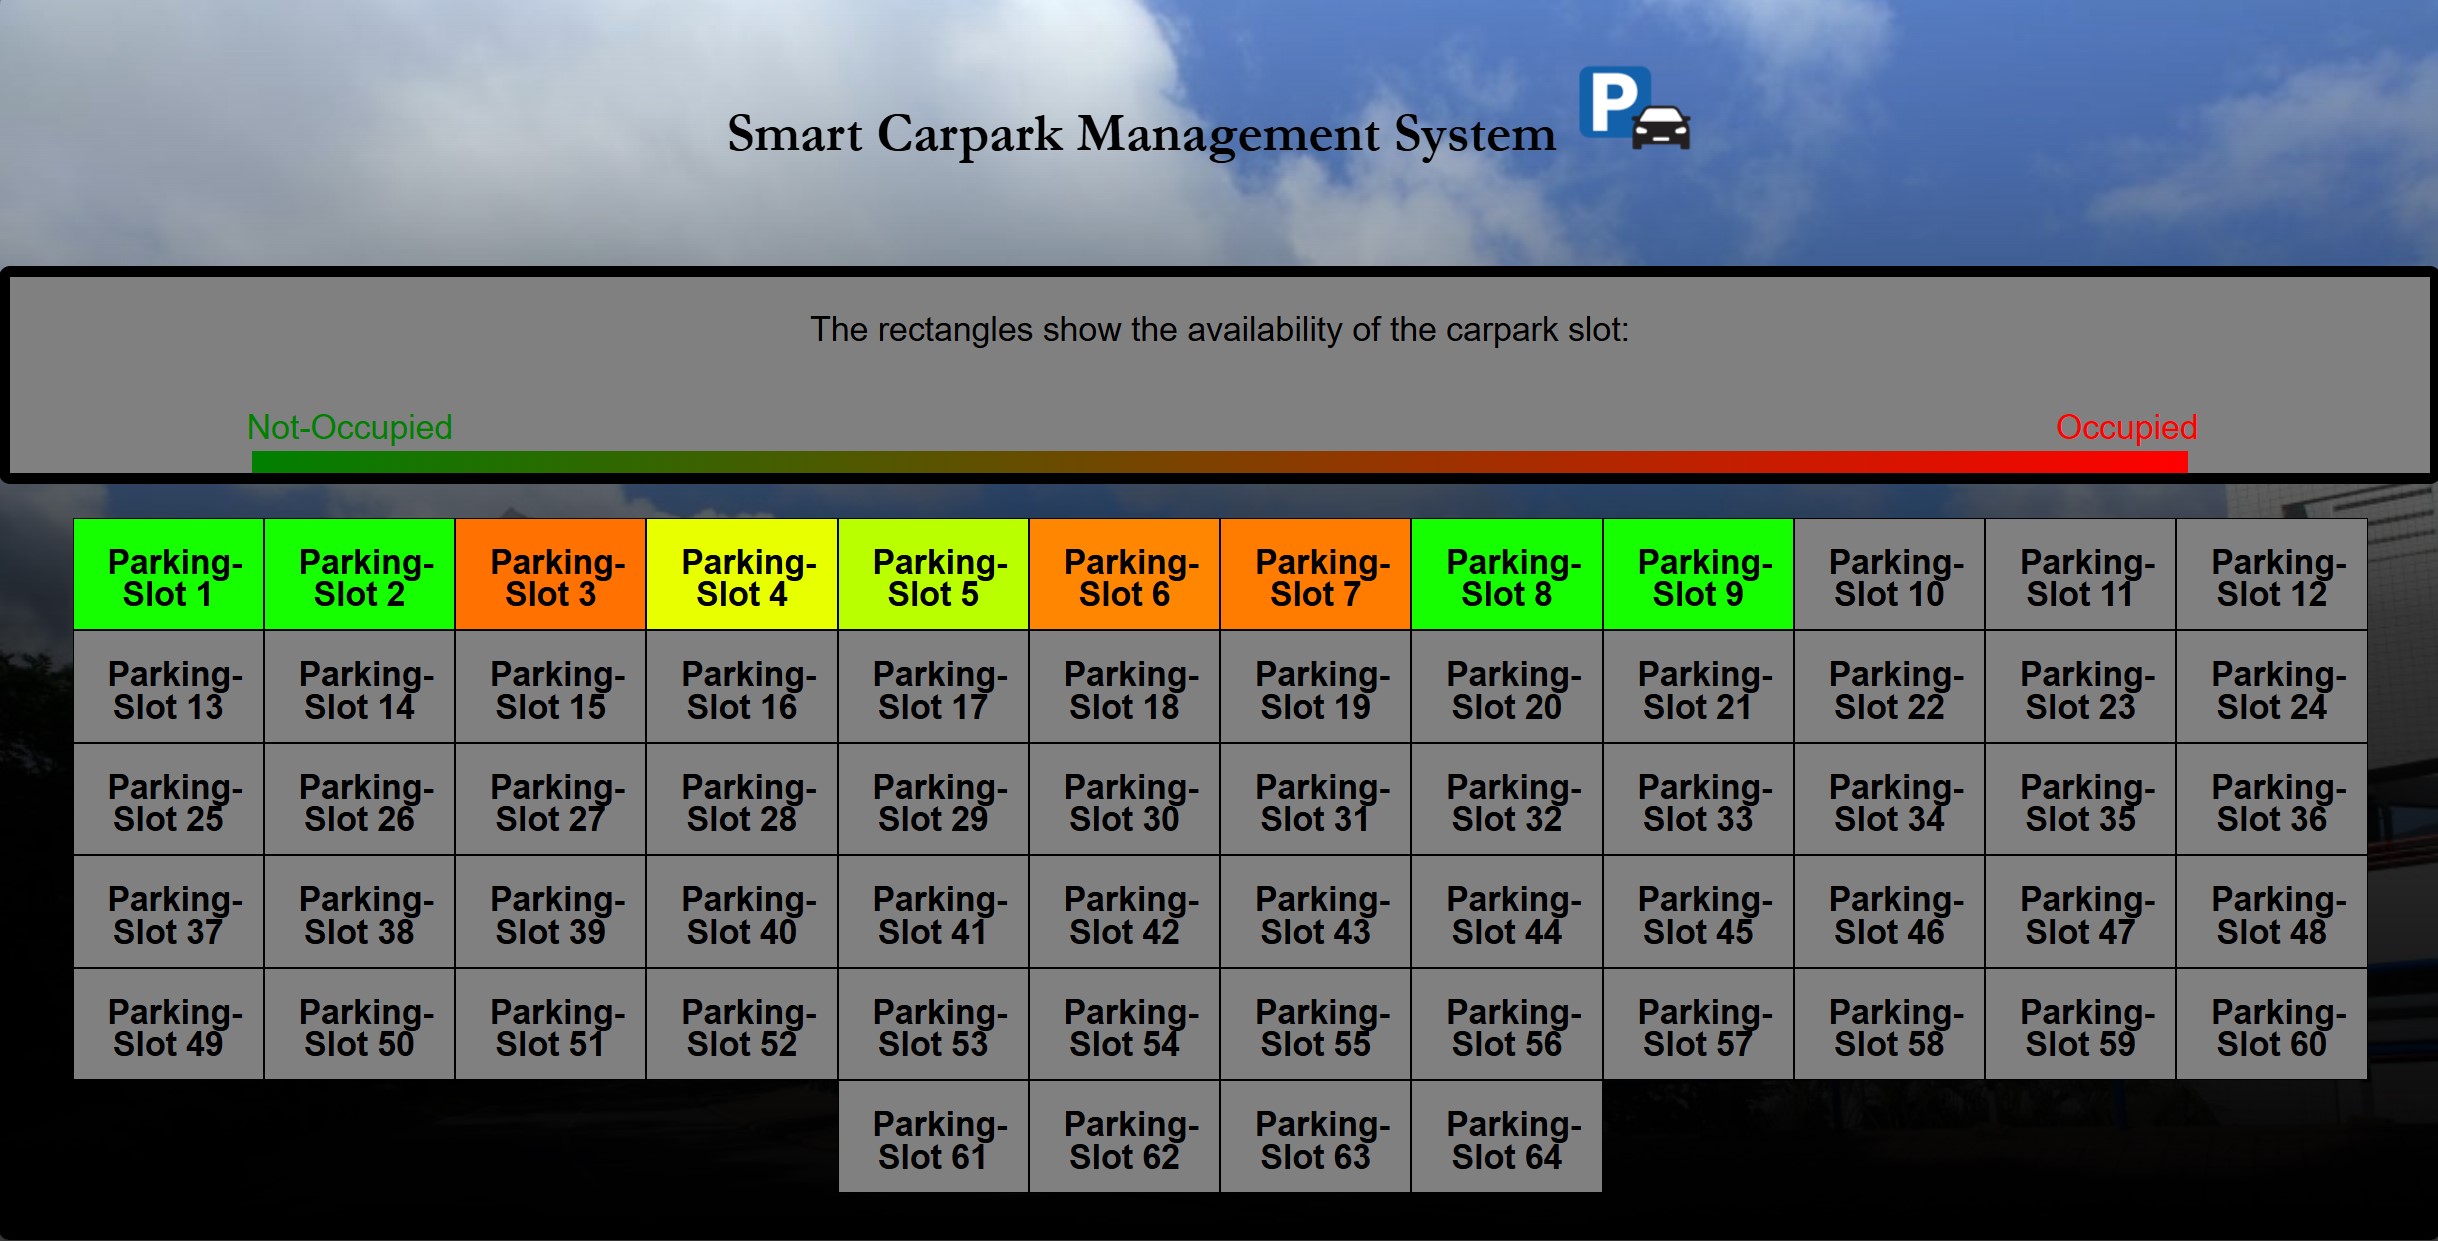 Smart Carpark Management System
P
The rectangles show the availability of the carpark slot:
Not-Occupied
Occupied
Parking-
Slot 1
Parking-
Slot 2
Parking-
Slot 3
Parking-
Slot 4
Parking-
Slot 5
Parking-
Slot 6
Parking-
Slot 7
Parking-
Slot 8
Parking-
Slot 9
Parking-
Slot 10
Parking-
Slot 11
Parking-
Slot 12
Parking-
Slot 13
Parking-
Slot 14
Parking-
Slot 15
Parking-
Slot 16
Parking-
Slot 17
Parking-
Slot 18
Parking-
Slot 19
Parking-
Slot 20
Parking-
Slot 21
Parking-
Slot 22
Parking-
Slot 23
Parking-
Slot 24
Parking-
Slot 25
Parking-
Slot 26
Parking-
Slot 27
Parking-
Slot 28
Parking-
Slot 29
Parking-
Slot 30
Parking-
Slot 31
Parking-
Slot 32
Parking-
Slot 33
Parking-
Slot 34
Parking-
Slot 35
Parking-
Slot 36
Parking-
Slot 37
Parking-
Slot 38
Parking-
Slot 39
Parking-
Slot 40
Parking-
Slot 41
Parking-
Slot 42
Parking-
Slot 43
Parking-
Slot 44
Parking-
Slot 45
Parking-
Slot 46
Parking-
Slot 47
Parking-
Slot 48
Parking-
Slot 49
Parking-
Slot 50
Parking-
Slot 51
Parking-
Slot 52
Parking-
Slot 53
Parking-
Slot 54
Parking-
Slot 55
Parking-
Slot 56
Parking-
Slot 57
Parking-
Slot 58
Parking-
Slot 59
Parking-
Slot 60
Parking-
Slot 61
Parking-
Slot 62
Parking-
Slot 63
Parking-
Slot 64